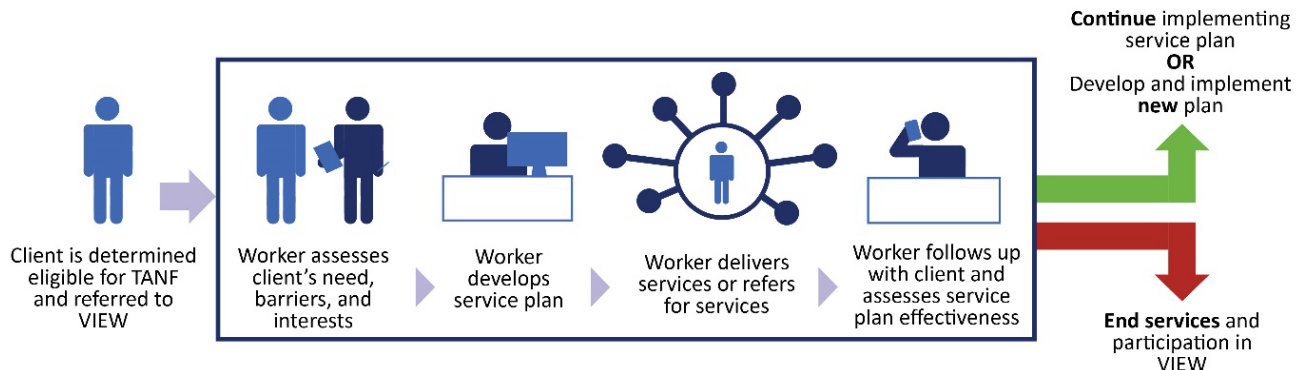 Client is determined
eligible for TANF
and referred to
VIEW
Worker assesses
client's need,
barriers, and
interests
Worker
develops
service plan
Worker delivers
services or refers
for services
Worker follows up
with client and
assesses service
plan effectiveness
Continue implementing
service plan
OR
Develop and implement
new plan
End services and
participation in
VIEW